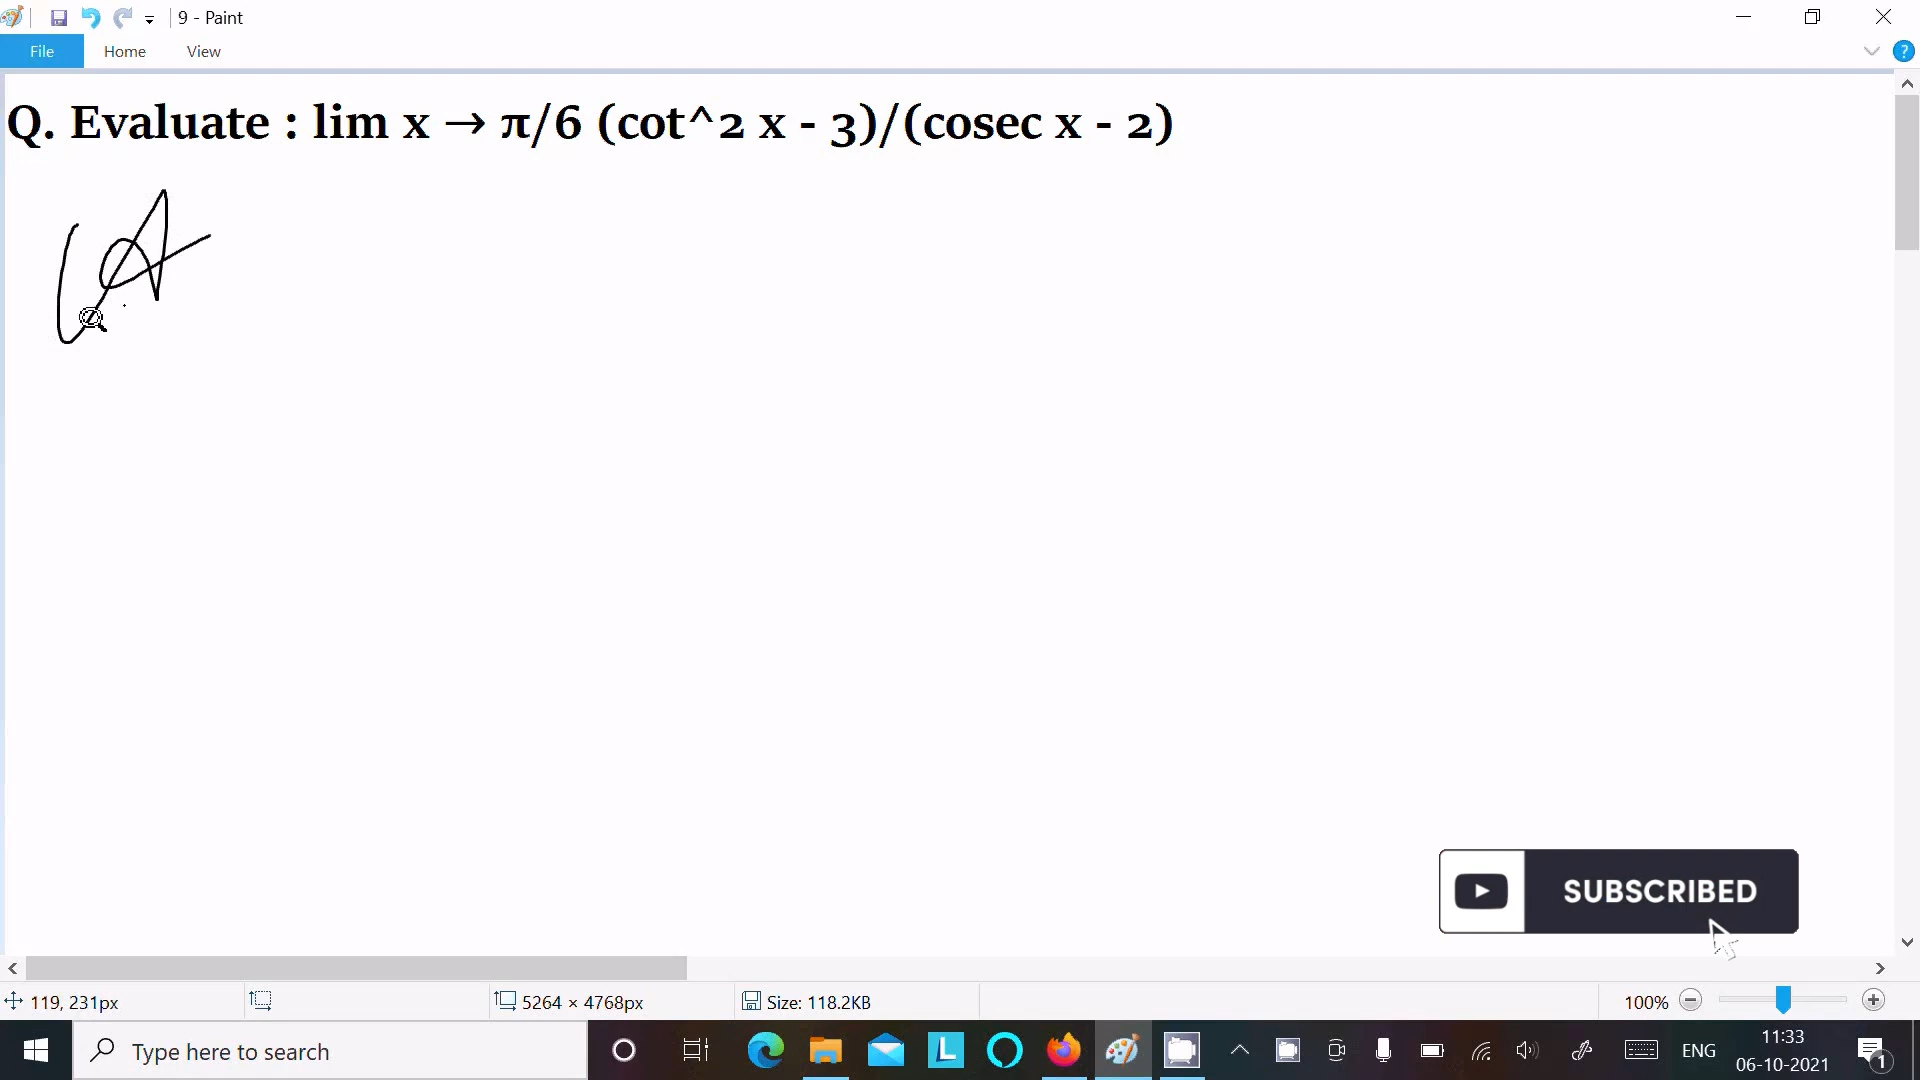 9 - Paint
File Home View
Q. Evaluate : lim x → π/6 (cot^2 x - 3)/(cosec x - 2)
SUBSCRIBED
119, 231px 5264 × 4768px Size: 118.2KB 100%
Type here to search
ENG
11:33
06-10-2021
1